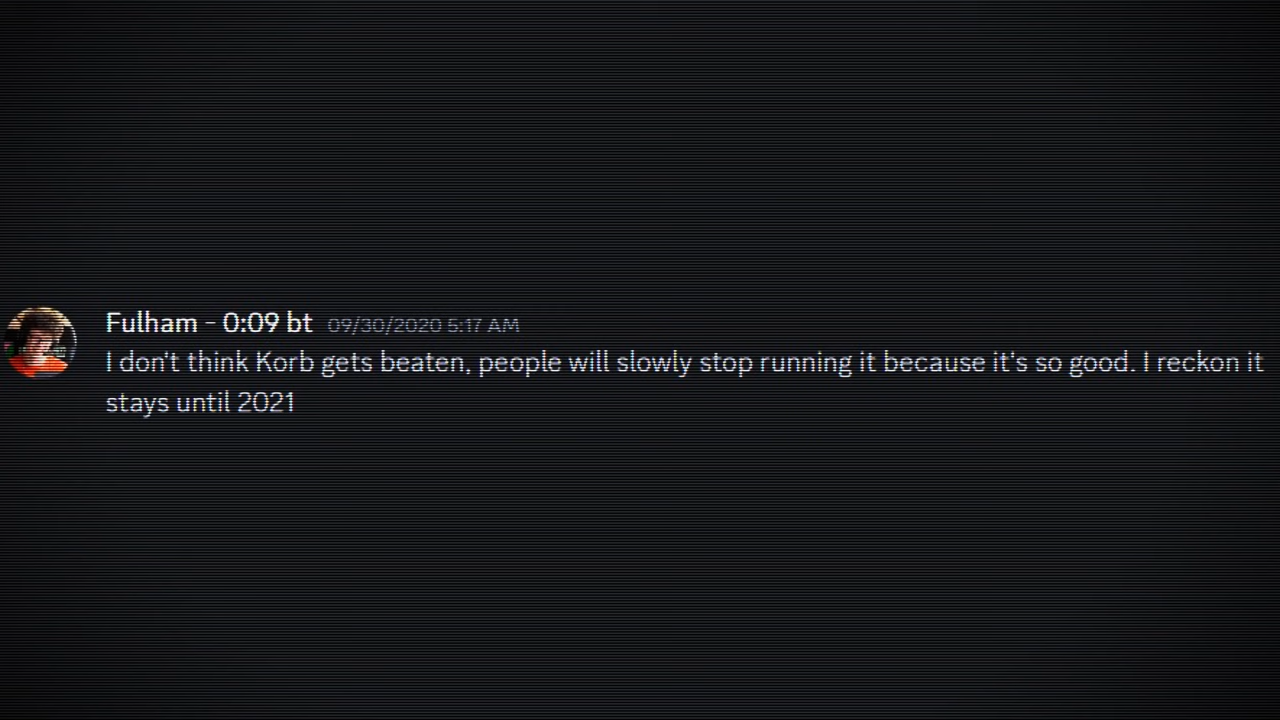 Fulham - 0:09 bt 09/30/2020 5:17 AM
I don't think Korb gets beaten, people will slowly stop running it because it's so good. I reckon it
stays until 2021